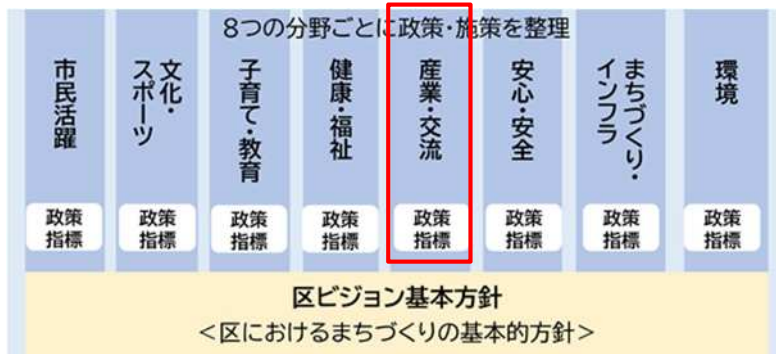 8つの分野ごとに政策・施策を整理
市民活躍
文化・
スポーツ
子育て・教育
健康・福祉
産業・交流
安心・安全
まちづくり・
インフラ
環境
政策
指標
政策
指標
政策
指標
政策
指標
政策
指標
政策
指標
政策
指標
政策
指標
区ビジョン基本方針
<区におけるまちづくりの基本的方針>